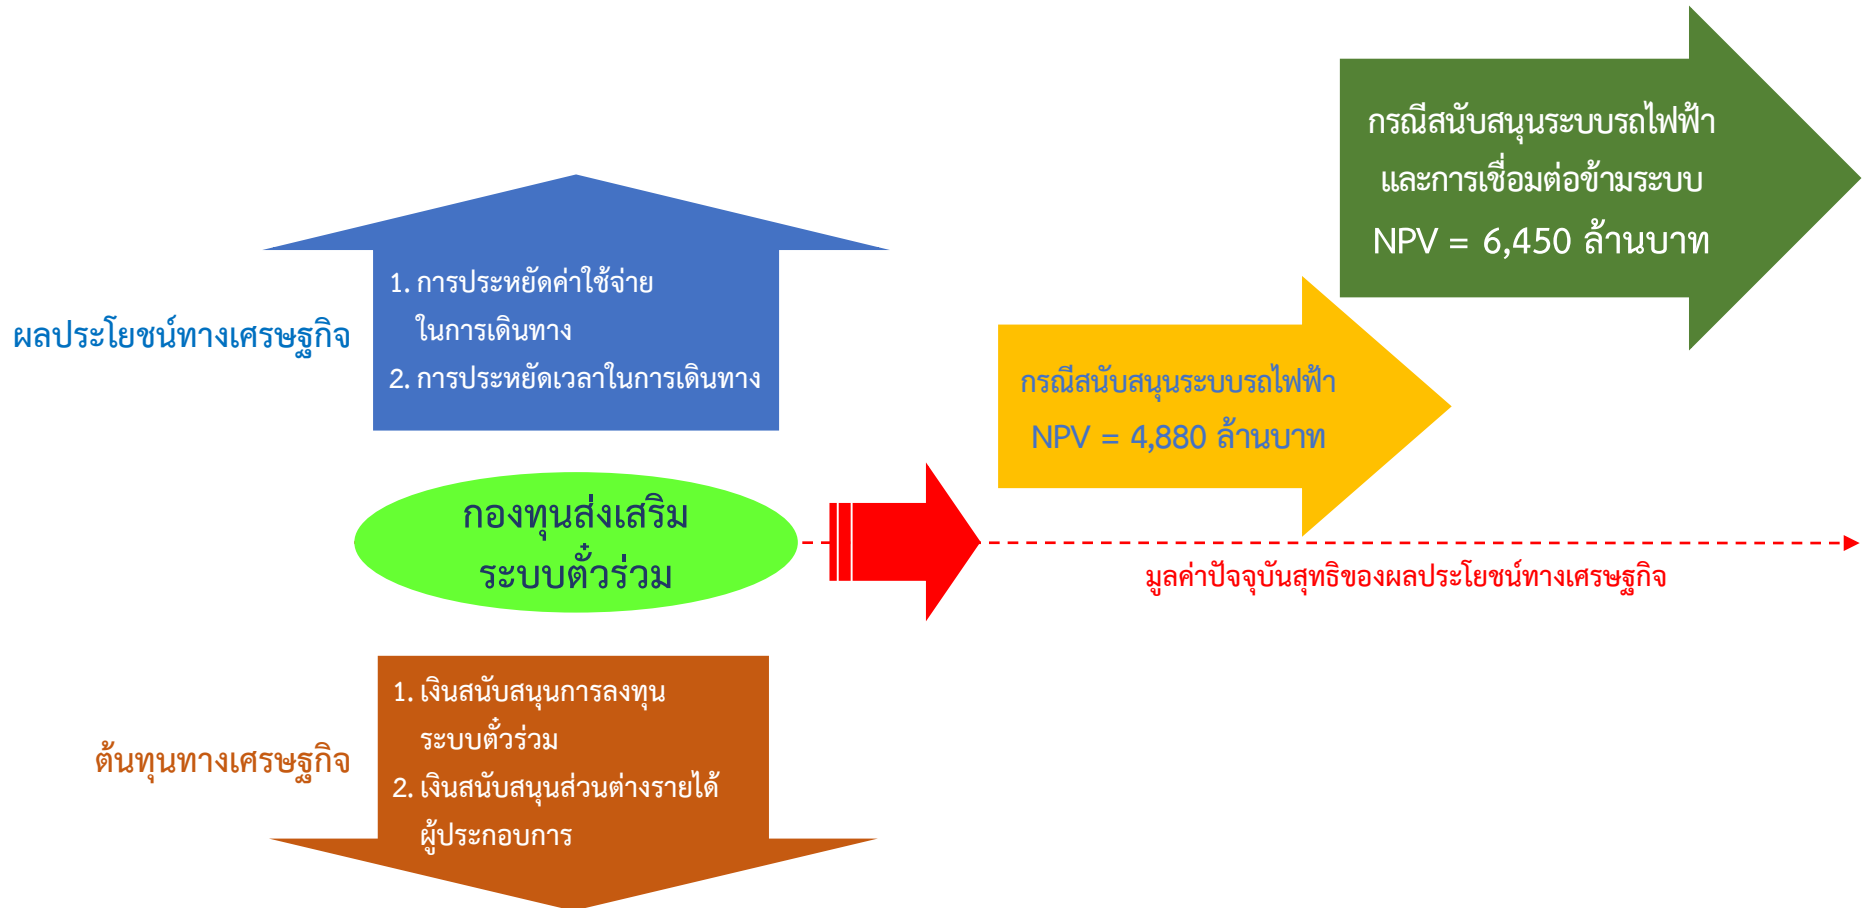 กรณีสนับสนุนระบบรถไฟฟ้า
และการเชื่อมต่อข้ามระบบ
NPV = 6,450 ล้านบาท
ผลประโยชน์ทางเศรษฐกิจ
1. การประหยัดค่าใช้จ่าย
ในการเดินทาง
2. การประหยัดเวลาในการเดินทาง
กรณีสนับสนุนระบบรถไฟฟ้า
NPV = 4,880 ล้านบาท
กองทุนส่งเสริม
ระบบตั๋วร่วม
มูลค่าปัจจุบันสุทธิของผลประโยชน์ทางเศรษฐกิจ
ต้นทุนทางเศรษฐกิจ
1. เงินสนับสนุนการลงทุน
ระบบตั๋วร่วม
2. เงินสนับสนุนส่วนต่างรายได้
ผู้ประกอบการ